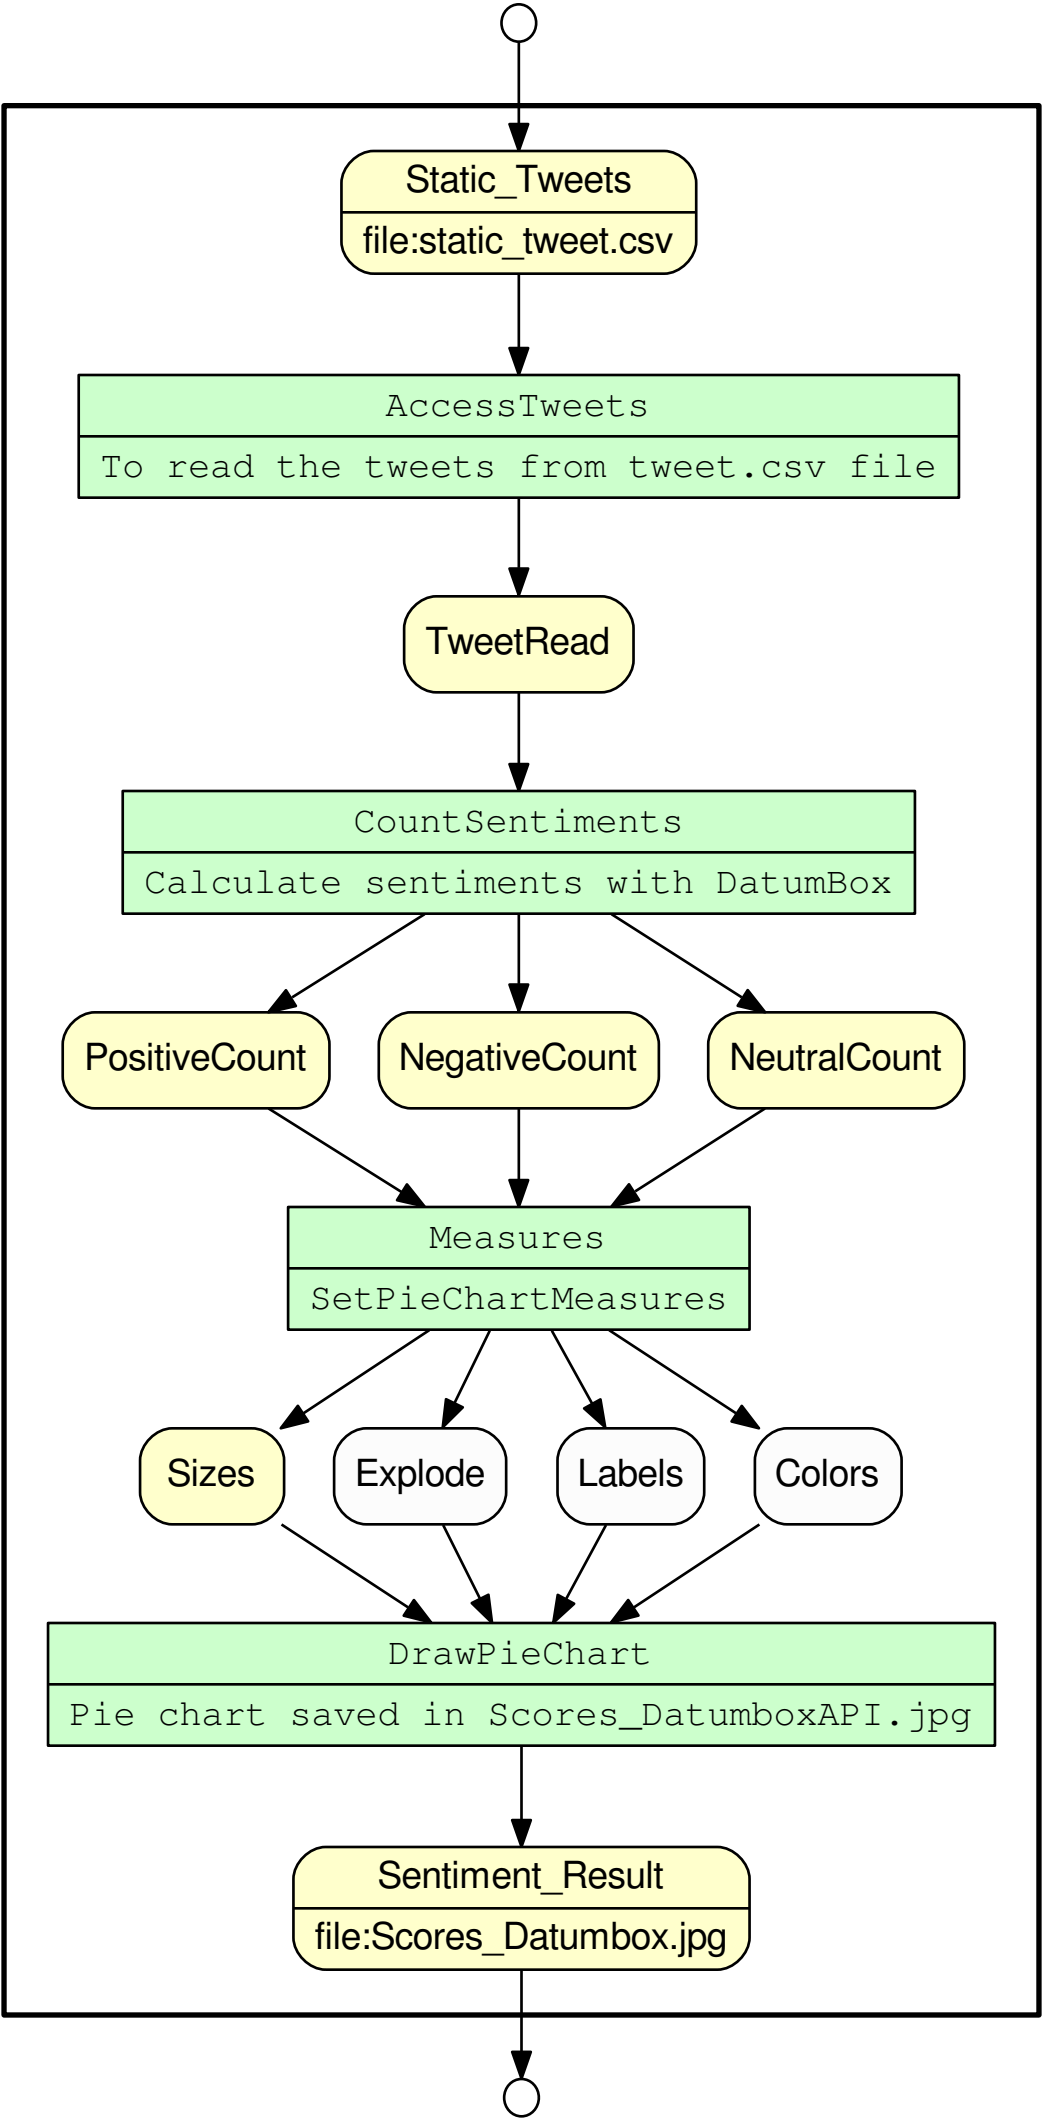 Static_Tweets
file:static_tweet.csv
AccessTweets
To read the tweets from tweet.csv file
TweetRead
CountSentiments
Calculate sentiments with DatumBox
PositiveCount
NegativeCount
NeutralCount
Measures
SetPieChartMeasures
Sizes
Explode
Labels
Colors
DrawPieChart
Pie chart saved in Scores_DatumboxAPI.jpg
Sentiment_Result
file:Scores_Datumbox.jpg